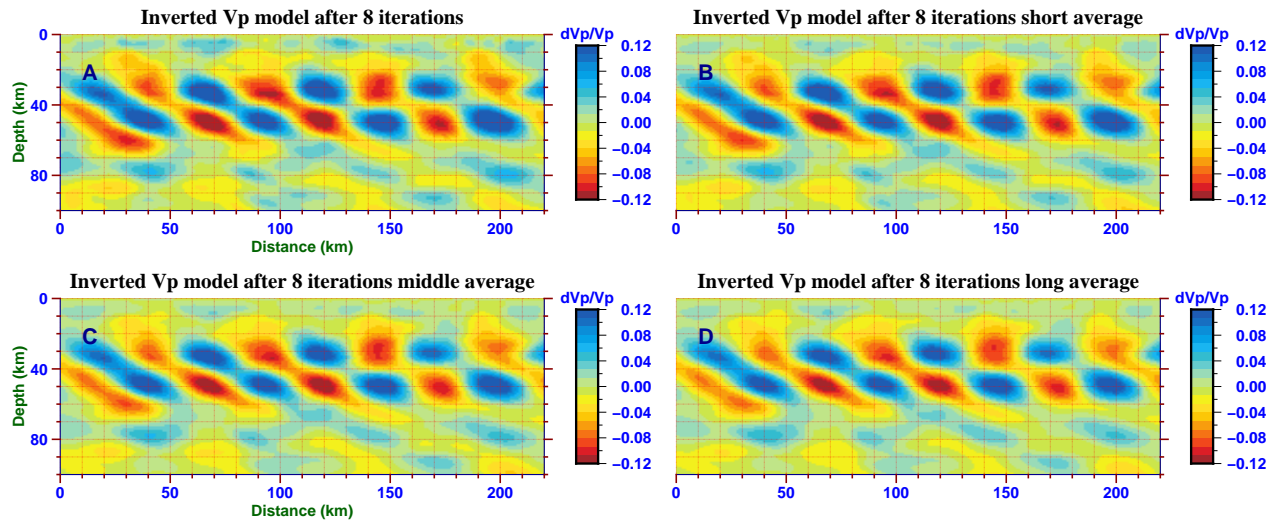 Inverted Vp model after 8 iterations
dVp/Vp
A
0
40
80
Depth (km)
0 50 100 150 200
Distance (km)
0.12
0.08
0.04
0.00
−0.04
−0.08
−0.12
Inverted Vp model after 8 iterations short average
dVp/Vp
B
0 50 100 150 200
0.12
0.08
0.04
0.00
−0.04
−0.08
−0.12
Inverted Vp model after 8 iterations middle average
dVp/Vp
C
0
40
80
Depth (km)
0 50 100 150 200
Distance (km)
0.12
0.08
0.04
0.00
−0.04
−0.08
−0.12
Inverted Vp model after 8 iterations long average
dVp/Vp
D
0 50 100 150 200
0.12
0.08
0.04
0.00
−0.04
−0.08
−0.12